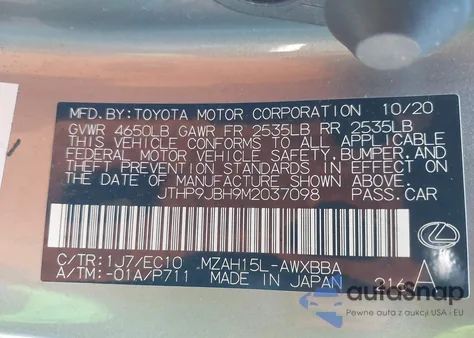 MFD. BY: TOYOTA MOTOR CORPORATION 10/20
GVWR 4650LB GAWR FR 2535LB RR 2535LB
THIS VEHICLE CONFORMS TO ALL APPLICABLE
FEDERAL MOTOR VEHICLE SAFETY, BUMPER, AND
THEFT PREVENTION STANDARDS IN EFFECT ON
THE DATE OF MANUFACTURE SHOWN ABOVE.
JTHP9JBH9M2037098 PASS. CAR
C/TR: 1J7/EC10 MZAH15L-AWXBBA
A/TM: -01A/P711 MADE IN JAPAN A
autosnap
Pewne auta z aukcji USA i EU